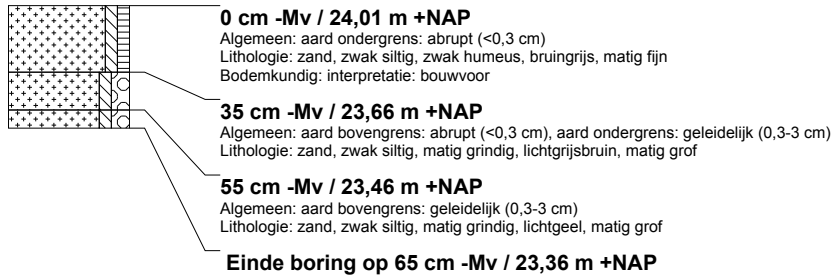 0 cm -Mv / 24,01 m +NAP
Algemeen: aard ondergrens: abrupt (<0,3 cm)
Lithologie: zand, zwak siltig, zwak humeus, bruingrijs, matig fijn
Bodemkundig: interpretatie: bouwvoor
35 cm -Mv / 23,66 m +NAP
Algemeen: aard bovengrens: abrupt (<0,3 cm), aard ondergrens: geleidelijk (0,3-3 cm)
Lithologie: zand, zwak siltig, matig grindig, lichtgrijsbruin, matig grof
55 cm -Mv / 23,46 m +NAP
Algemeen: aard bovengrens: geleidelijk (0,3-3 cm)
Lithologie: zand, zwak siltig, matig grindig, lichtgeel, matig grof
Einde boring op 65 cm -Mv / 23,36 m +NAP